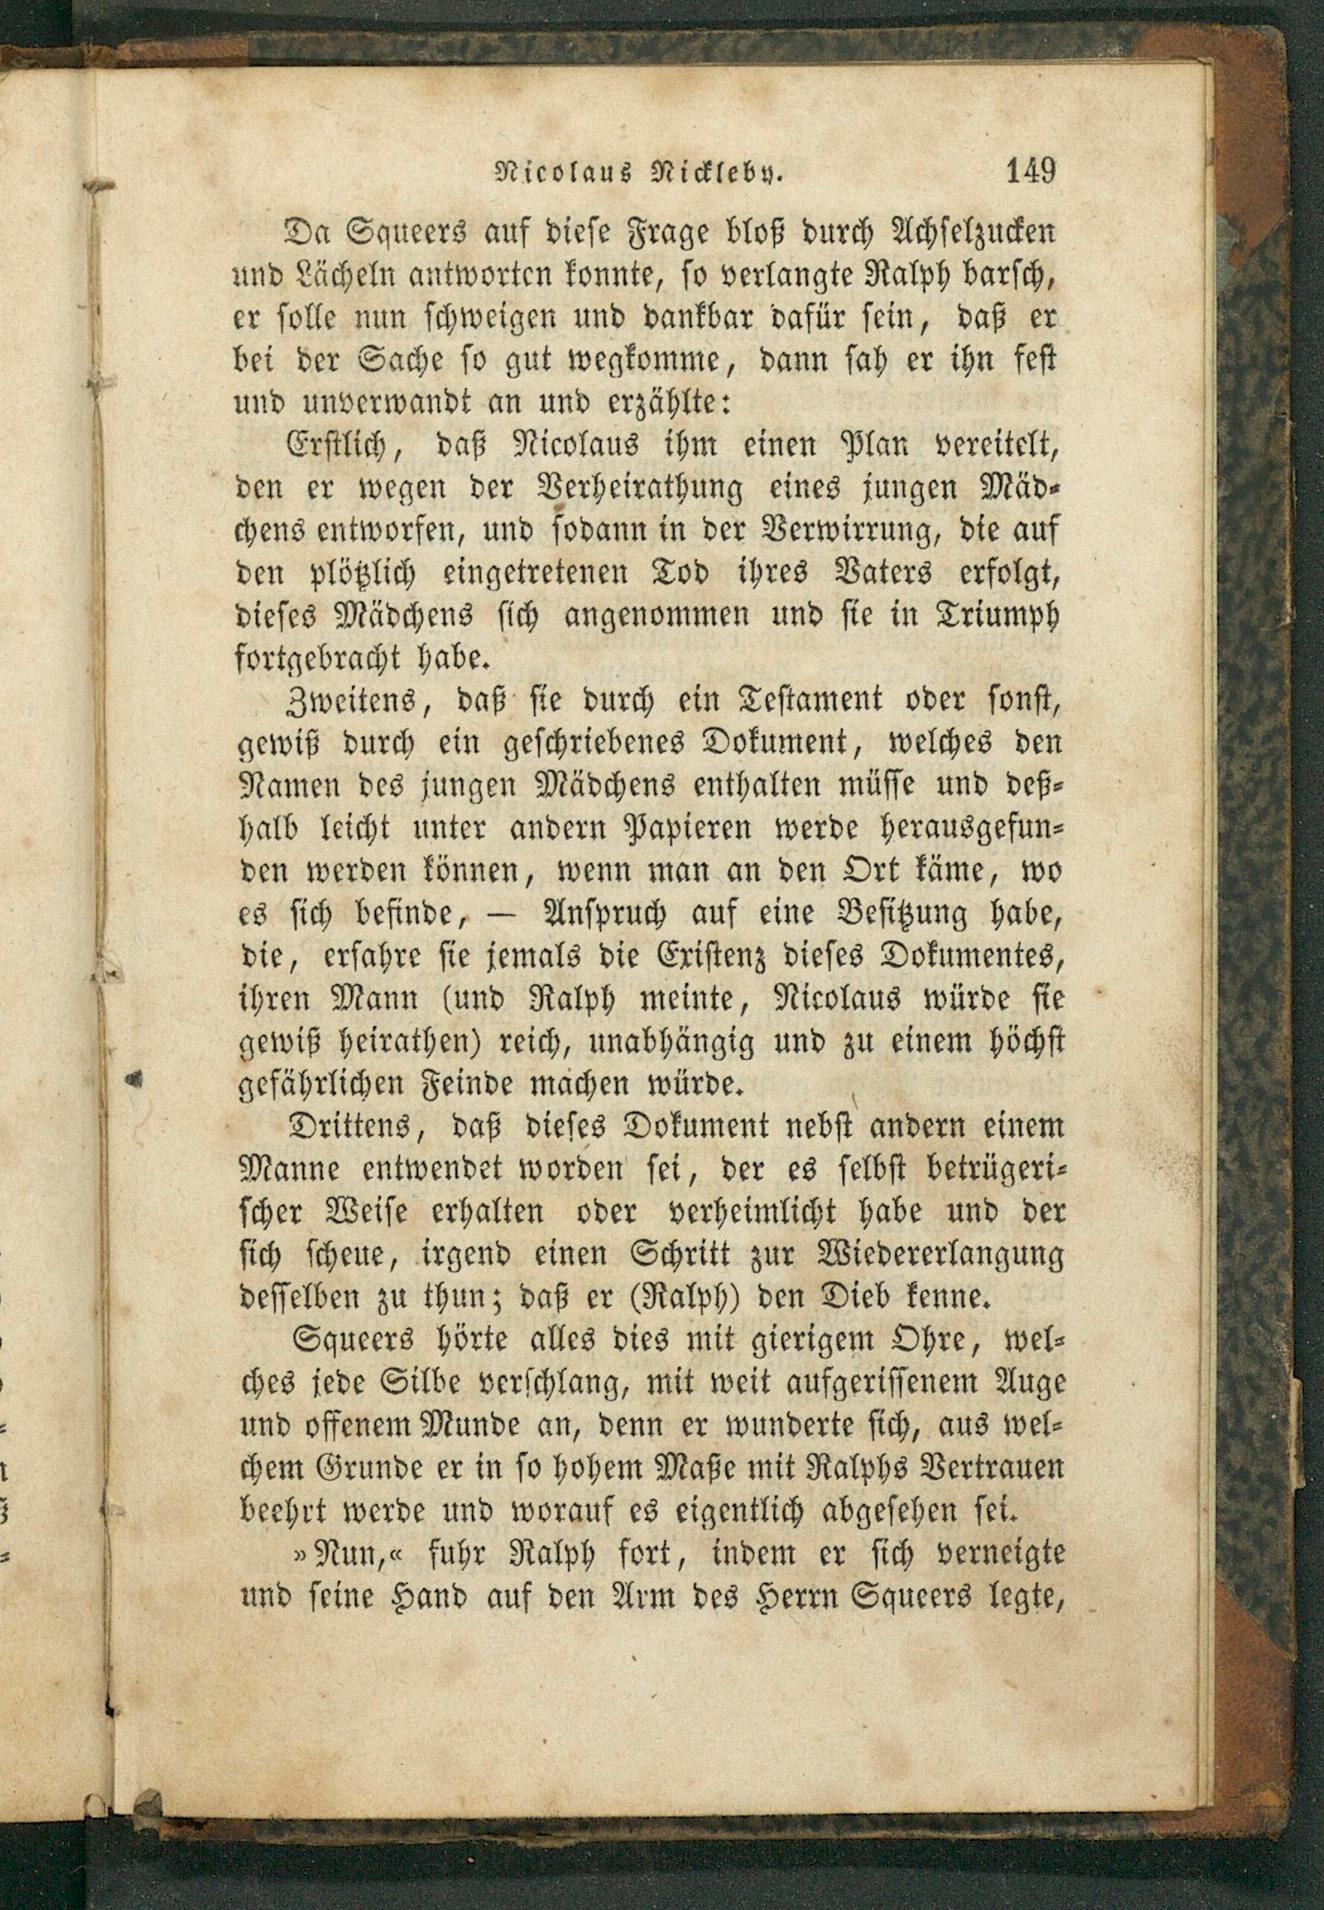 Nicolaus Nickleby. 149
Da Squeers auf diese Frage bloß durch Achselzucken
und Lächeln antworten konnte, so verlangte Ralph barsch,
er solle nun schweigen und dankbar dafür sein, daß er
bei der Sache so gut wegkomme, dann sah er ihn fest
und unverwandt an und erzählte:
Erstlich, daß Nicolaus ihm einen Plan vereitelt,
den er wegen der Verheirathung eines jungen Mäd-
chens entworfen, und sodann in der Verwirrung, die auf
den plötzlich eingetretenen Tod ihres Vaters erfolgt,
dieses Mädchens sich angenommen und sie in Triumph
fortgebracht habe.
Zweitens, daß sie durch ein Testament oder sonst,
gewiß durch ein geschriebenes Dokument, welches den
Namen des jungen Mädchens enthalten müsse und deß-
halb leicht unter andern Papieren werde herausgefun-
den werden können, wenn man an den Ort käme, wo
es sich befinde, — Anspruch auf eine Besitzung habe,
die, erfahre sie jemals die Existenz dieses Dokumentes,
ihren Mann (und Ralph meinte, Nicolaus würde sie
gewiß heirathen) reich, unabhängig und zu einem höchst
gefährlichen Feinde machen würde.
Drittens, daß dieses Dokument nebst andern einem
Manne entwendet worden sei, der es selbst betrügeri-
scher Weise erhalten oder verheimlicht habe und der
sich scheue, irgend einen Schritt zur Wiedererlangung
desselben zu thun; daß er (Ralph) den Dieb kenne.
Squeers hörte alles dies mit gierigem Ohre, wel-
ches jede Silbe verschlang, mit weit aufgerissenem Auge
und offenem Munde an, denn er wunderte sich, aus wel-
chem Grunde er in so hohem Maße mit Ralphs Vertrauen
beehrt werde und worauf es eigentlich abgesehen sei.
»Nun,« fuhr Ralph fort, indem er sich verneigte
und seine Hand auf den Arm des Herrn Squeers legte,